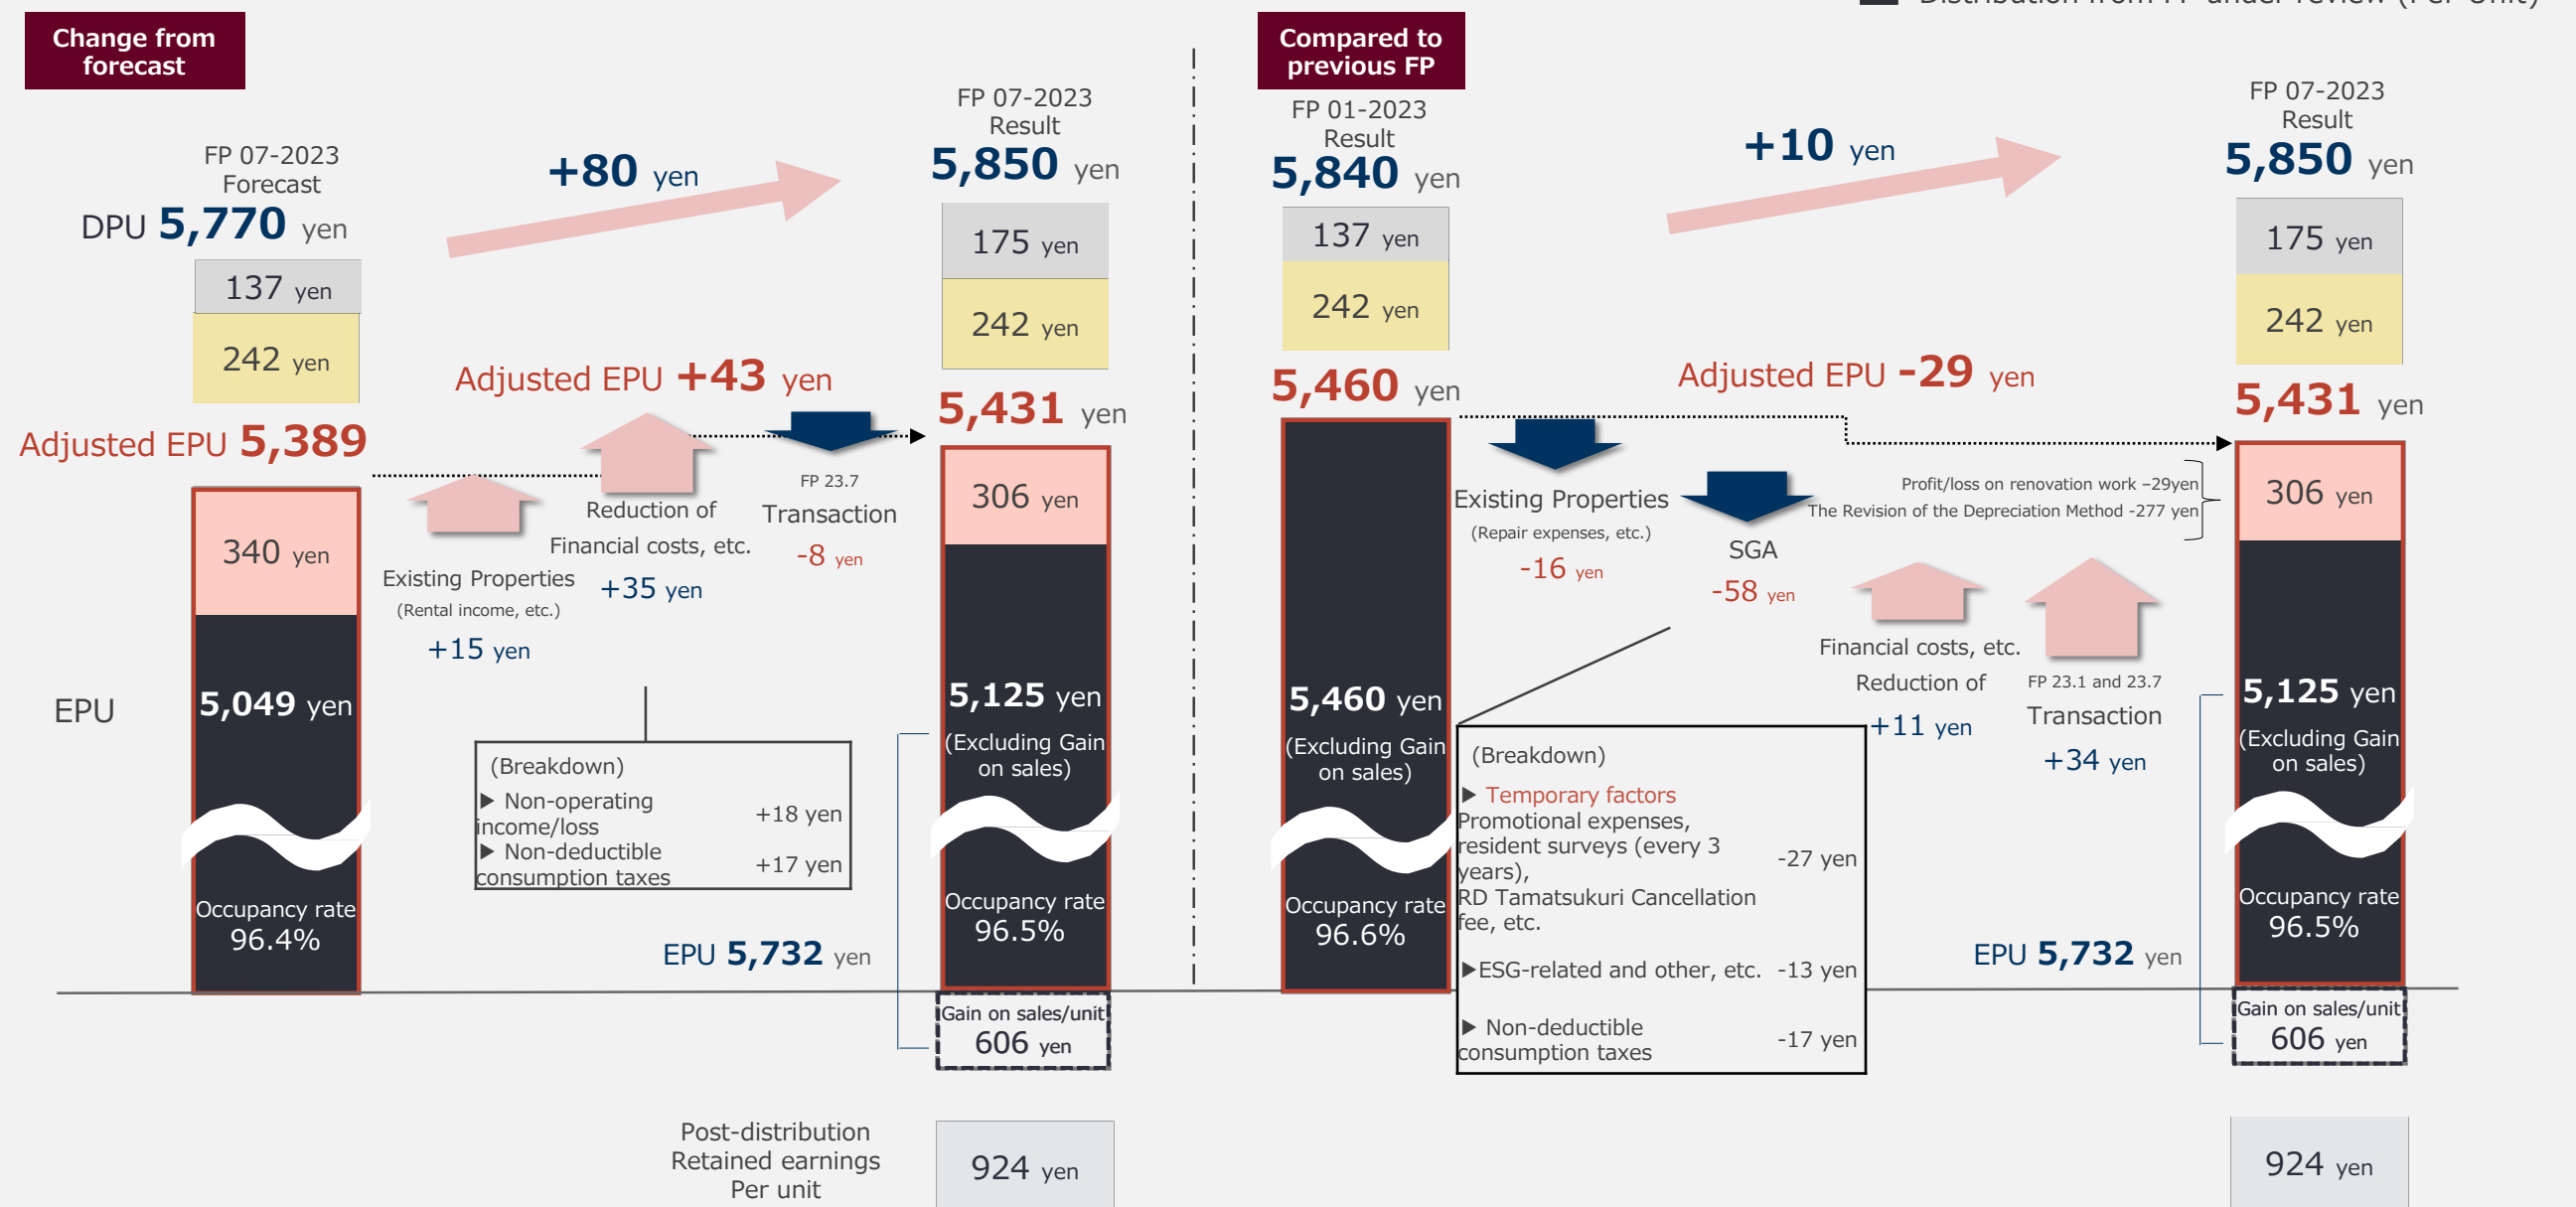 Distribution from FP under review (Per Unit)
Change from
forecast
FP 07-2023
Forecast
DPU 5,770 yen
137 yen
242 yen
Adjusted EPU 5,389
340 yen
EPU
5,049 yen
Occupancy rate
96.4%
+80 yen
Adjusted EPU +43 yen
Existing Properties
(Rental income, etc.)
+15 yen
Reduction of
Financial costs, etc.
+35 yen
FP 23.7
Transaction
-8 yen
(Breakdown)
▶ Non-operating
income/loss
+18 yen
▶ Non-deductible
consumption taxes
+17 yen
FP 07-2023
Result
5,850 yen
175 yen
242 yen
5,431 yen
306 yen
5,125 yen
(Excluding Gain
on sales)
Occupancy rate
96.5%
EPU 5,732 yen
Gain on sales/unit
606 yen
Post-distribution
Retained earnings
Per unit
924 yen
Compared to
previous FP
FP 01-2023
Result
5,840 yen
137 yen
242 yen
5,460 yen
5,460 yen
(Excluding Gain
on sales)
Occupancy rate
96.6%
+10 yen
Adjusted EPU -29 yen
Existing Properties
(Repair expenses, etc.)
-16 yen
SGA
-58 yen
Profit/loss on renovation work –29yen
The Revision of the Depreciation Method -277 yen
Financial costs, etc.
Reduction of
+11 yen
FP 23.1 and 23.7
Transaction
+34 yen
(Breakdown)
▶ Temporary factors
Promotional expenses,
resident surveys (every 3
years),
RD Tamatsukuri Cancellation
fee, etc.
-27 yen
▶ESG-related and other, etc. -13 yen
▶ Non-deductible
consumption taxes
-17 yen
FP 07-2023
Result
5,850 yen
175 yen
242 yen
5,431 yen
306 yen
5,125 yen
(Excluding Gain
on sales)
Occupancy rate
96.5%
EPU 5,732 yen
Gain on sales/unit
606 yen
924 yen